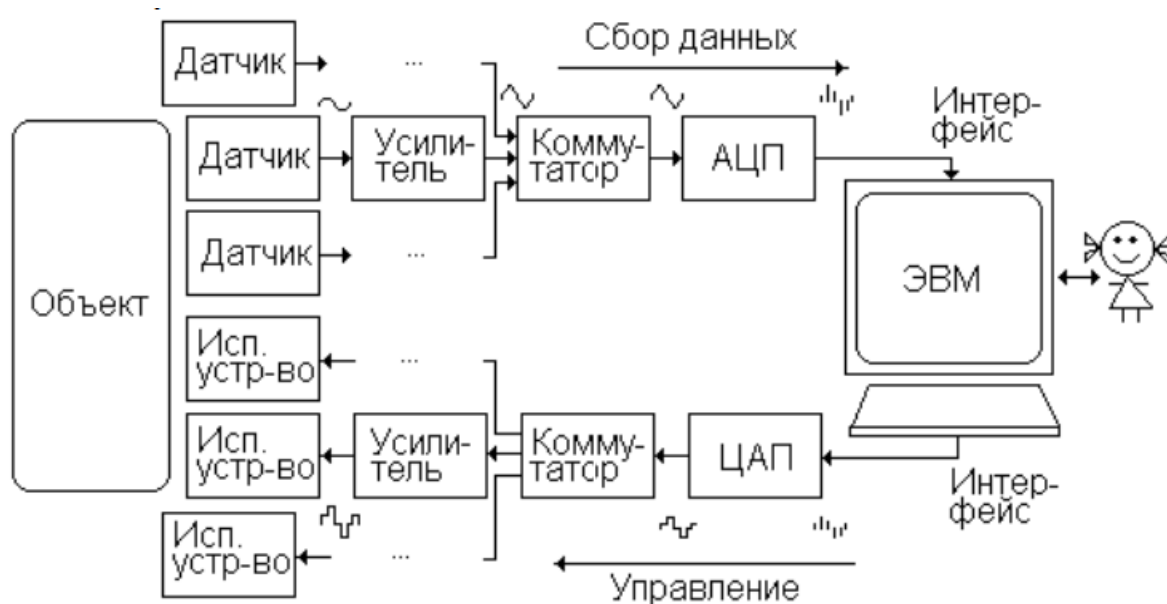 Датчик
...
Сбор данных
Интер-
фейс
Датчик
Усили-
тель
Комму-
татор
АЦП
Датчик
...
Объект
ЭВМ
Исп.
устр-во
...
Исп.
устр-во
Усили-
тель
Комму-
татор
ЦАП
Интер-
фейс
Исп.
устр-во
...
Управление